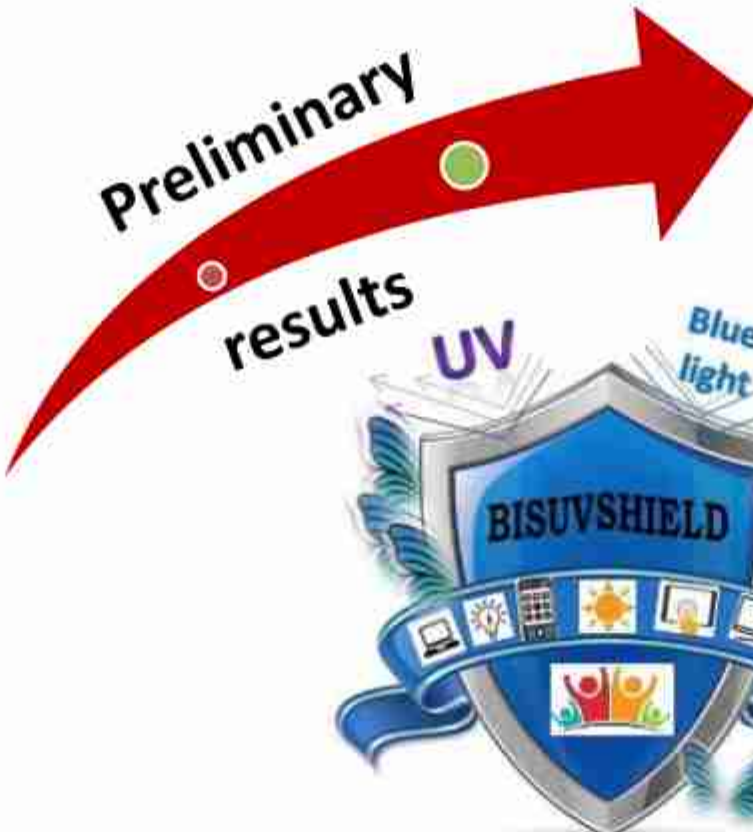 Preliminary
results
UV
Blue
light
BISUVSHIELD